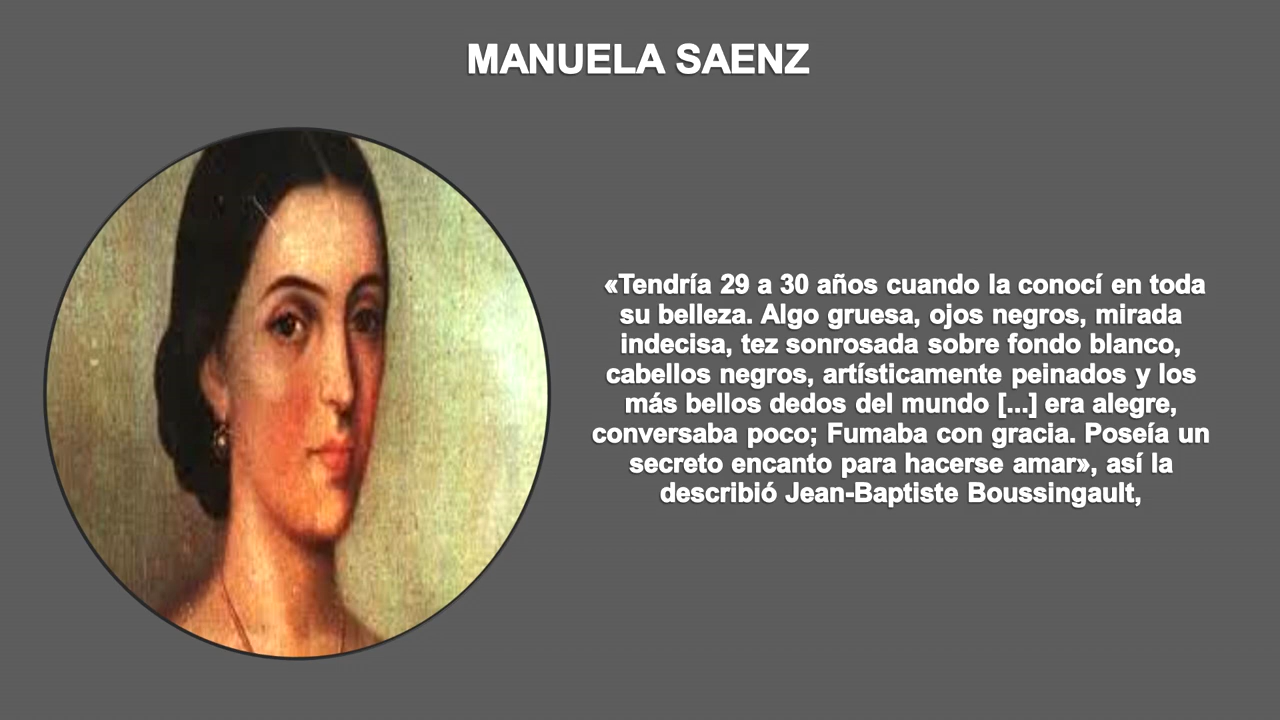 MANUELA SAENZ
«Tendría 29 a 30 años cuando la conocí en toda
su belleza. Algo gruesa, ojos negros, mirada
indecisa, tez sonrosada sobre fondo blanco,
cabellos negros, artísticamente peinados y los
más bellos dedos del mundo [...] era alegre,
conversaba poco; Fumaba con gracia. Poseía un
secreto encanto para hacerse amar», así la
describió Jean-Baptiste Boussingault,